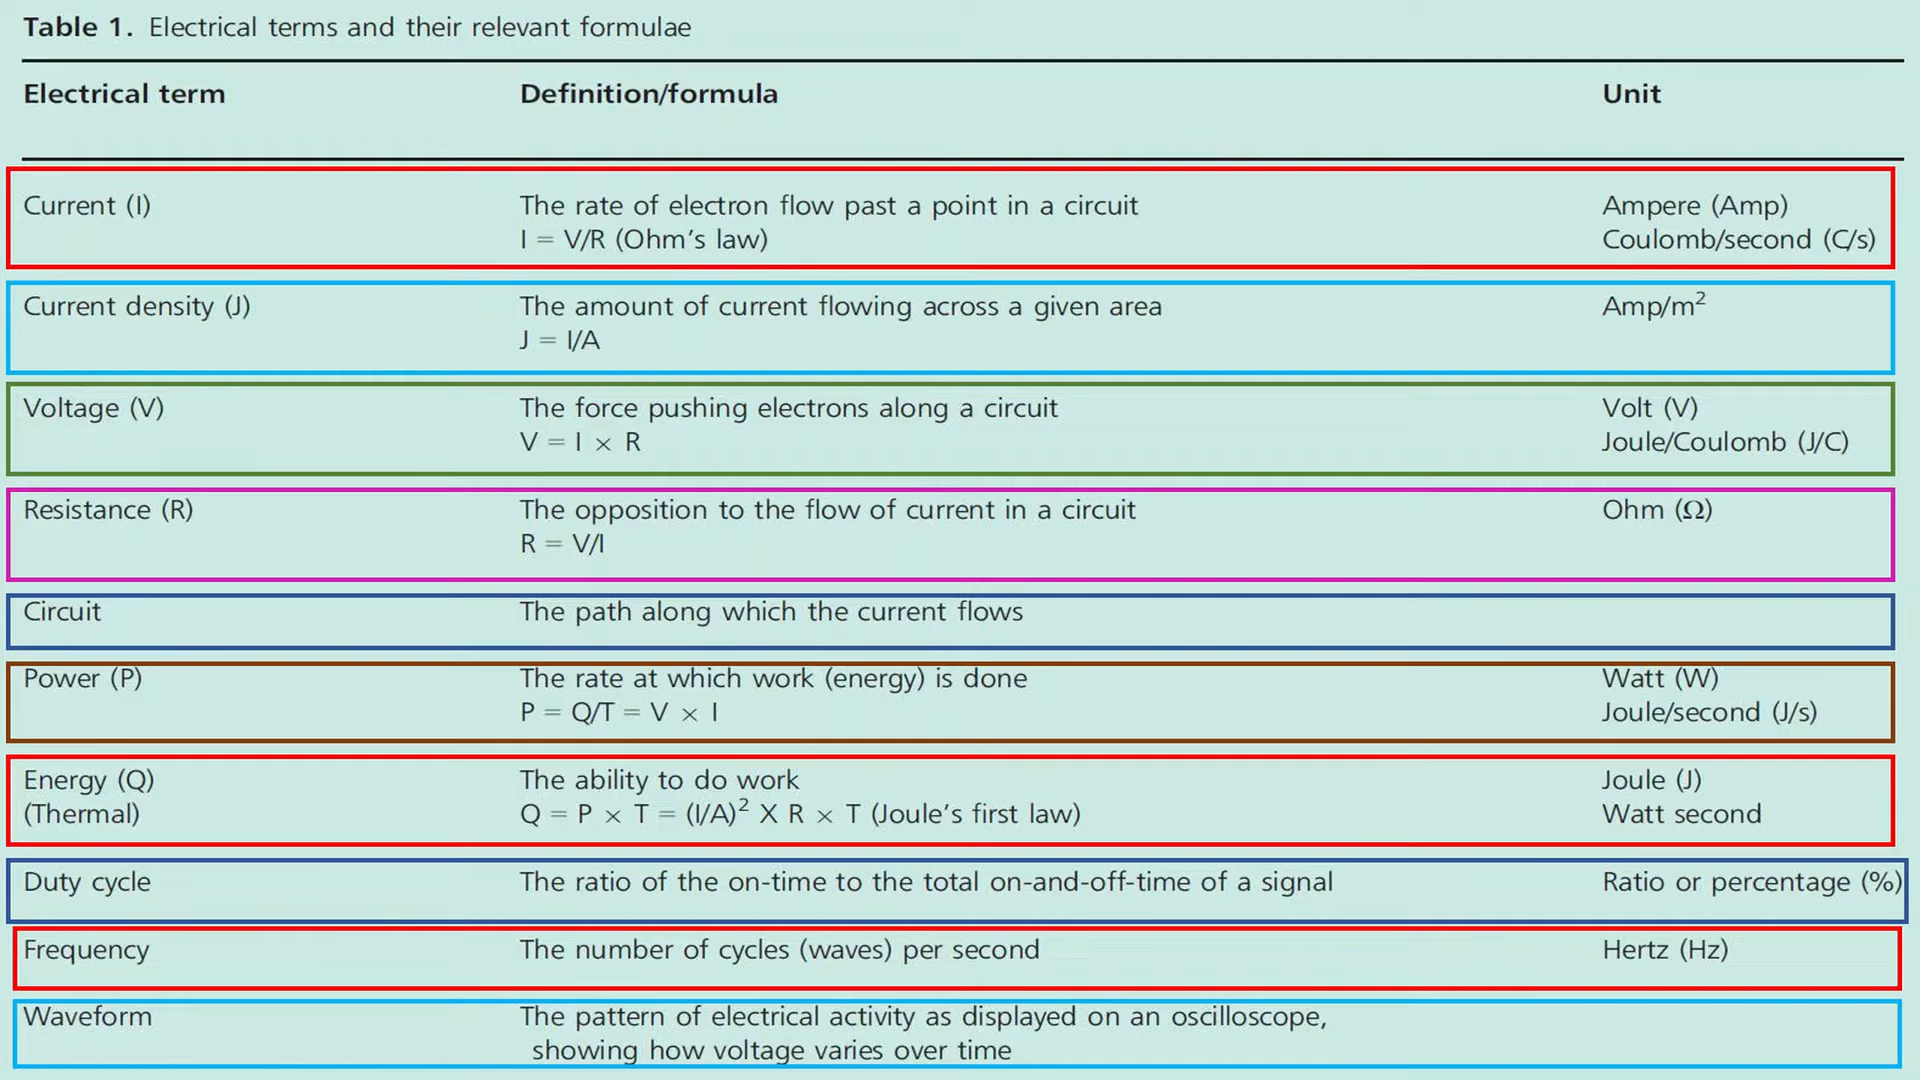 Table 1. Electrical terms and their relevant formulae
Electrical term Definition/formula Unit
Current (I) The rate of electron flow past a point in a circuit Ampere (Amp)
I = V/R (Ohm's law) Coulomb/second (C/s)
Current density (J) The amount of current flowing across a given area Amp/m²
J = I/A
Voltage (V) The force pushing electrons along a circuit Volt (V)
V = I × R Joule/Coulomb (J/C)
Resistance (R) The opposition to the flow of current in a circuit Ohm (Ω)
R = V/I
Circuit The path along which the current flows
Power (P) The rate at which work (energy) is done Watt (W)
P = Q/T = V × I Joule/second (J/s)
Energy (Q) The ability to do work Joule (J)
(Thermal) Q = P × T = (I/A)² X R × T (Joule's first law) Watt second
Duty cycle The ratio of the on-time to the total on-and-off-time of a signal Ratio or percentage (%)
Frequency The number of cycles (waves) per second Hertz (Hz)
Waveform The pattern of electrical activity as displayed on an oscilloscope,
showing how voltage varies over time